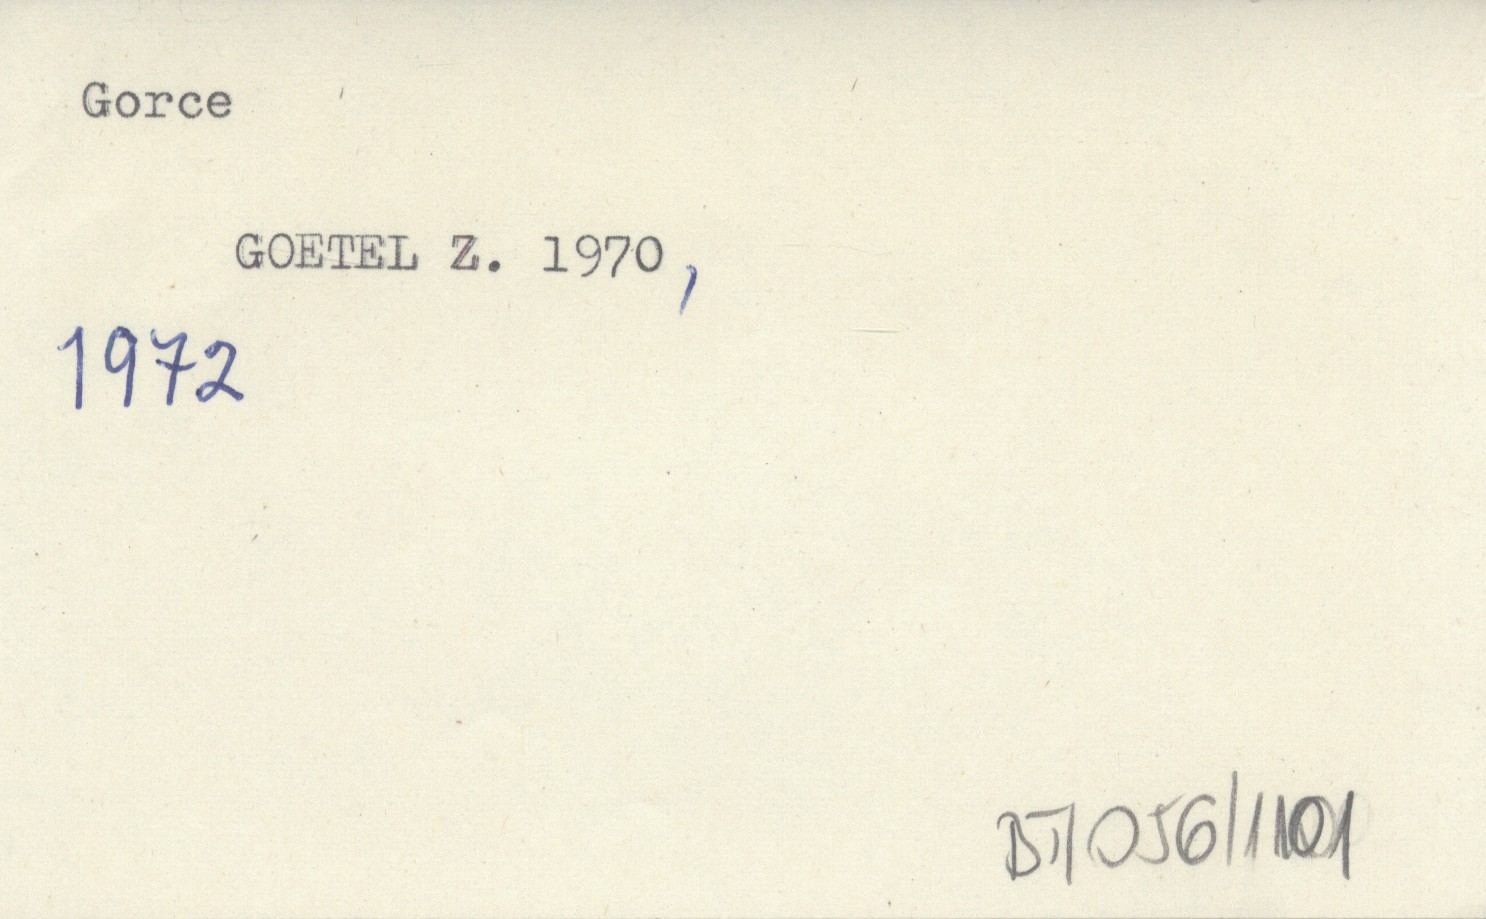 Gorce
GOETEL Z. 1970,
1972
BT/056/1101